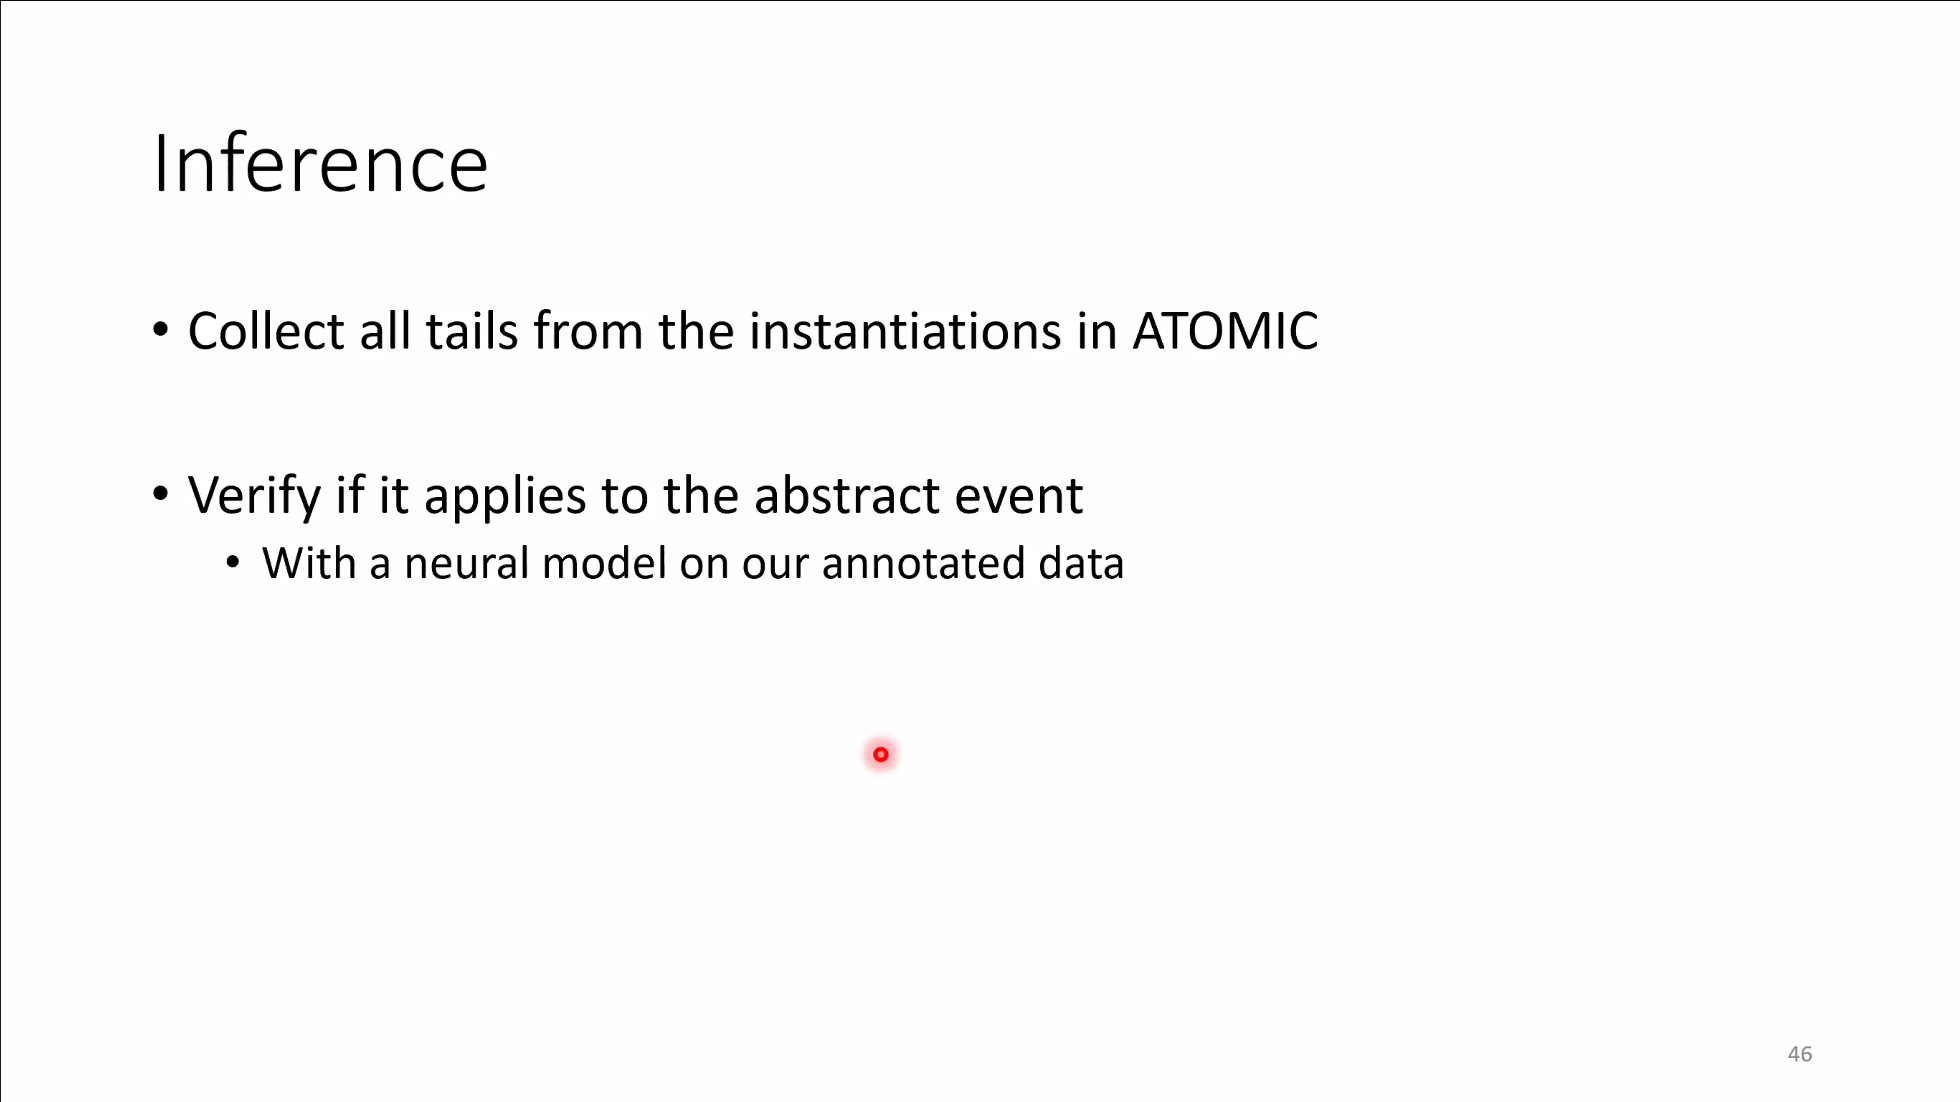 Inference
• Collect all tails from the instantiations in ATOMIC
• Verify if it applies to the abstract event
• With a neural model on our annotated data
46